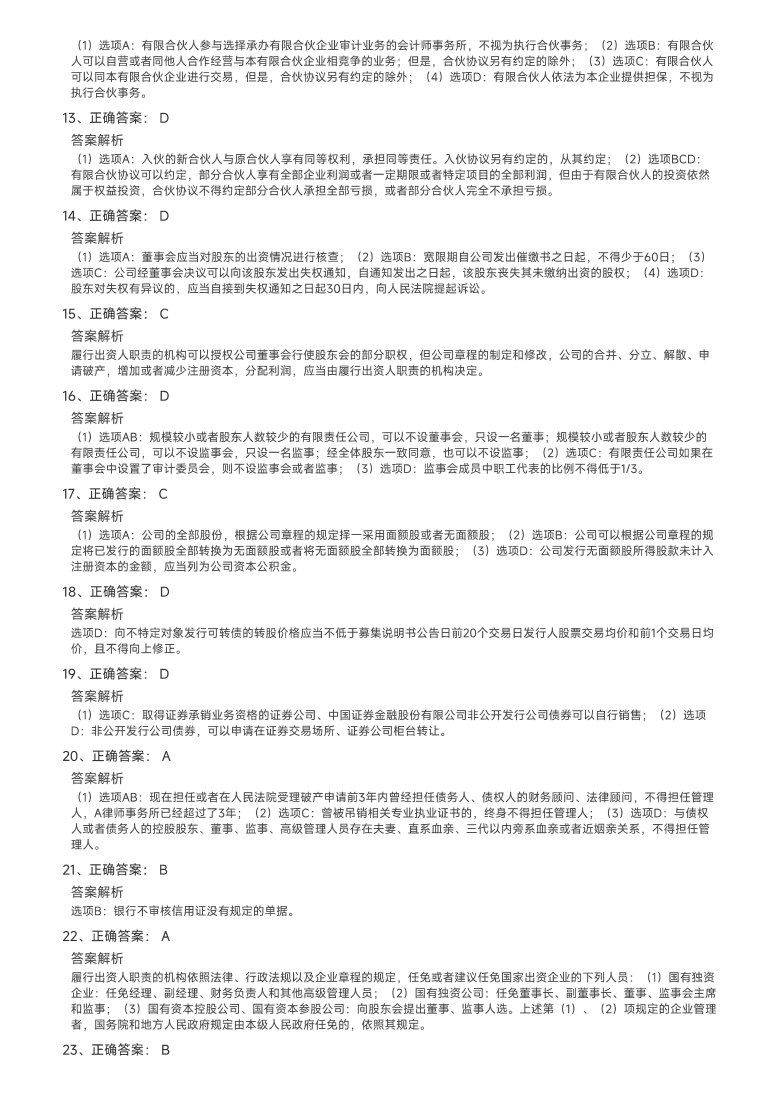 （1）选项A：有限合伙人参与选择承办有限合伙企业审计业务的会计师事务所，不视为执行合伙事务；（2）选项B：有限合伙
人可以自营或者同他人合作经营与本有限合伙企业相竞争的业务；但是，合伙协议另有约定的除外；（3）选项C：有限合伙人
可以同本有限合伙企业进行交易，但是，合伙协议另有约定的除外；（4）选项D：有限合伙人依法为本企业提供担保，不视为
执行合伙事务。
13、正确答案： D
答案解析
（1）选项A：入伙的新合伙人与原合伙人享有同等权利，承担同等责任。入伙协议另有约定的，从其约定；（2）选项BCD：
有限合伙协议可以约定，部分合伙人享有全部企业利润或者一定期限或者特定项目的全部利润，但由于有限合伙人的投资依然
属于权益投资，合伙协议不得约定部分合伙人承担全部亏损，或者部分合伙人完全不承担亏损。
14、正确答案： D
答案解析
（1）选项A：董事会应当对股东的出资情况进行核查；（2）选项B：宽限期自公司发出催缴书之日起，不得少于60日；（3）
选项C：公司经董事会决议可以向该股东发出失权通知，自通知发出之日起，该股东丧失其未缴纳出资的股权；（4）选项D：
股东对失权有异议的，应当自接到失权通知之日起30日内，向人民法院提起诉讼。
15、正确答案： C
答案解析
履行出资人职责的机构可以授权公司董事会行使股东会的部分职权，但公司章程的制定和修改，公司的合并、分立、解散、申
请破产，增加或者减少注册资本，分配利润，应当由履行出资人职责的机构决定。
16、正确答案： D
答案解析
（1）选项AB：规模较小或者股东人数较少的有限责任公司，可以不设董事会，只设一名董事；规模较小或者股东人数较少的
有限责任公司，可以不设监事会，只设一名监事；经全体股东一致同意，也可以不设监事；（2）选项C：有限责任公司如果在
董事会中设置了审计委员会，则不设监事会或者监事；（3）选项D：监事会成员中职工代表的比例不得低于1/3。
17、正确答案： C
答案解析
（1）选项A：公司的全部股份，根据公司章程的规定择一采用面额股或者无面额股；（2）选项B：公司可以根据公司章程的规
定将已发行的面额股全部转换为无面额股或者将无面额股全部转换为面额股；（3）选项D：公司发行无面额股所得股款未计入
注册资本的金额，应当列为公司资本公积金。
18、正确答案： D
答案解析
选项D：向不特定对象发行可转债的转股价格应当不低于募集说明书公告日前20个交易日发行人股票交易均价和前1个交易日均
价，且不得向上修正。
19、正确答案： D
答案解析
（1）选项C：取得证券承销业务资格的证券公司、中国证券金融股份有限公司非公开发行公司债券可以自行销售；（2）选项
D：非公开发行公司债券，可以申请在证券交易场所、证券公司柜台转让。
20、正确答案： A
答案解析
（1）选项AB：现在担任或者在人民法院受理破产申请前3年内曾经担任债务人、债权人的财务顾问、法律顾问，不得担任管理
人，A律师事务所已经超过了3年；（2）选项C：曾被吊销相关专业执业证书的，终身不得担任管理人；（3）选项D：与债权
人或者债务人的控股股东、董事、监事、高级管理人员存在夫妻、直系血亲、三代以内旁系血亲或者近姻亲关系，不得担任管
理人。
21、正确答案： B
答案解析
选项B：银行不审核信用证没有规定的单据。
22、正确答案： A
答案解析
履行出资人职责的机构依照法律、行政法规以及企业章程的规定，任免或者建议任免国家出资企业的下列人员：（1）国有独资
企业：任免经理、副经理、财务负责人和其他高级管理人员；（2）国有独资公司：任免董事长、副董事长、董事、监事会主席
和监事；（3）国有资本控股公司、国有资本参股公司：向股东会提出董事、监事人选。上述第（1）、（2）项规定的企业管理
者，国务院和地方人民政府规定由本级人民政府任免的，依照其规定。
23、正确答案： B